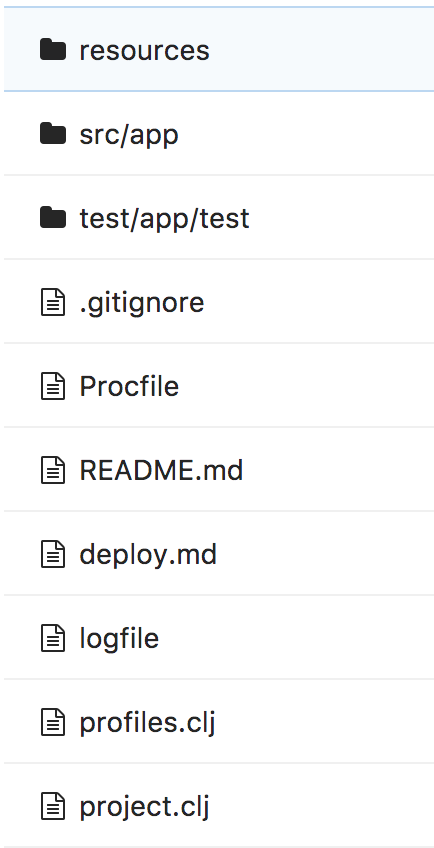 resources
src/app
test/app/test
.gitignore
Procfile
README.md
deploy.md
logfile
profiles.clj
project.clj